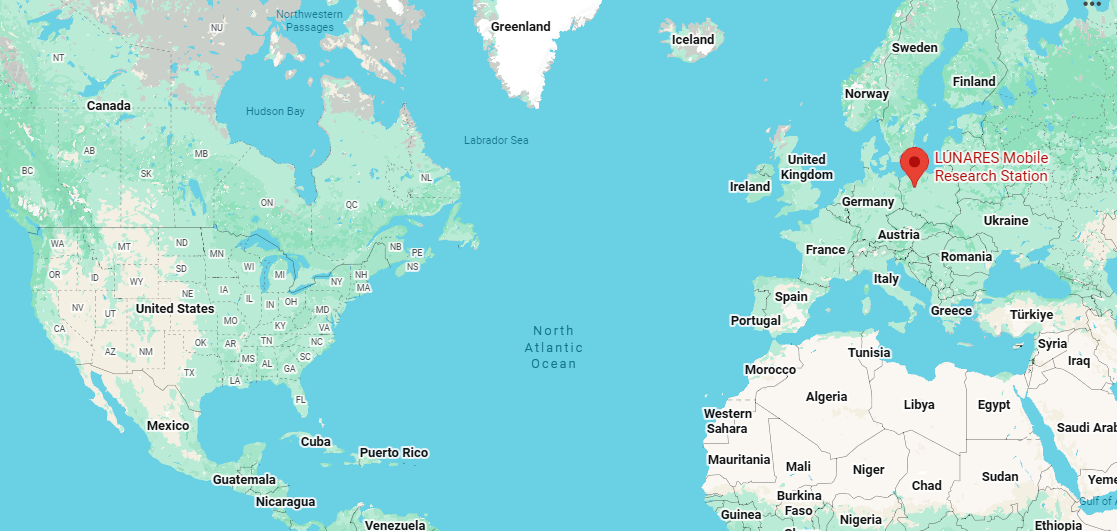 Northwestern
Passages
NU
Greenland
Iceland
Sweden
Finland
Norway
NT
Canada
Hudson Bay
Labrador Sea
AB
MB
BC
SK
NL
ON
QC
United
Kingdom
Ireland
LUNARES Mobile
Research Station
Germany
Ukraine
Austria
France
Romania
Italy
Spain
Portugal
Greece
Türkiye
WA
MT
ND
MN
NB
PE
NS
OR
ID
SD
WI
MI
NH
NY
MA
WY
NE
IA
IL
IN
OH
NV
UT
United States
MD
CA
MO
KY
VA
AZ
NM
OK
AR
TN
NC
MS
AL
GA
SC
TX
LA
FL
North
Atlantic
Ocean
Syria
Iraq
Tunisia
Morocco
Algeria
Libya
Egypt
Western
Sahara
Saudi Arab
Mexico
Cuba
Puerto Rico
Mauritania
Mali
Niger
Chad
Sudan
Yeme
Guatemala
Nicaragua
Burkina
Faso
Gulf of A
Guinea
Nigeria
Ethiopia
Venezuela